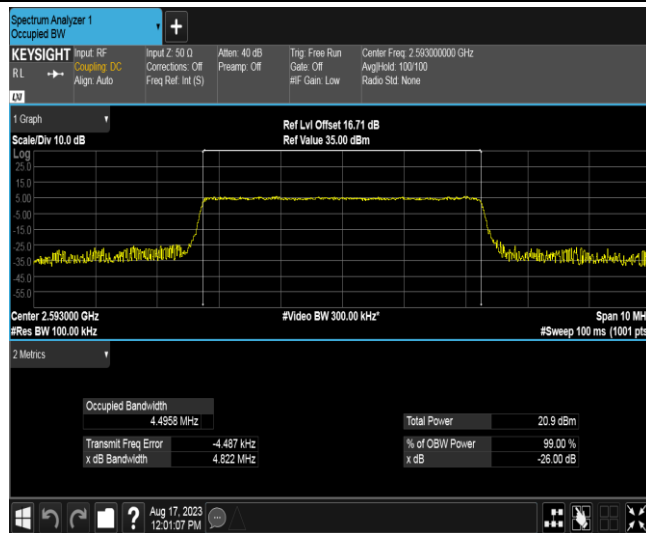 Spectrum Analyzer 1
Occupied BW
+
KEYSIGHT
RL
Input: RF
Coupling: DC
Align: Auto
Input Z: 50 Ω
Corrections: Off
Freq Ref: Int (S)
Atten: 40 dB
Preamp: Off
Trig: Free Run
Gate: Off
#IF Gain: Low
Center Freq: 2.593000000 GHz
Avg|Hold: 100/100
Radio Std: None
1 Graph
Scale/Div 10.0 dB
Ref Lvl Offset 16.71 dB
Ref Value 35.00 dBm
Log
25.0
15.0
5.00
-5.00
-15.0
-25.0
-35.0
-45.0
-55.0
Center 2.593000 GHz
#Res BW 100.00 kHz
#Video BW 300.00 kHz*
Span 10 MH
#Sweep 100 ms (1001 pts
2 Metrics
Occupied Bandwidth
4.4958 MHz
Transmit Freq Error -4.487 kHz
x dB Bandwidth 4.822 MHz
Total Power 20.9 dBm
% of OBW Power 99.00 %
x dB -26.00 dB
?
Aug 17, 2023
12:01:07 PM